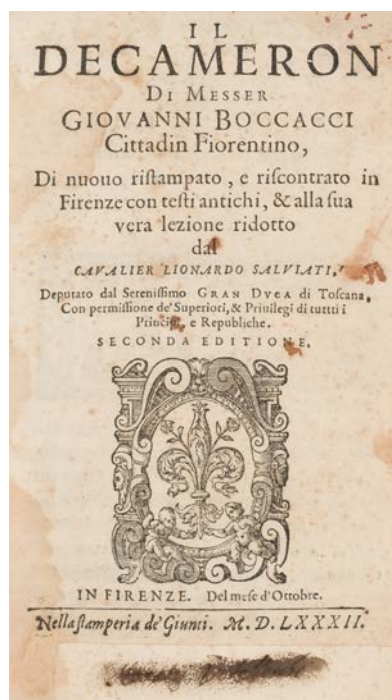 IL
DECAMERON
DI MESSER
GIOVANNI BOCCACCI
Cittadin Fiorentino,
Di nuouo riſtampato, e riſcontrato in
Firenze con teſti antichi, & alla ſua
vera lezione ridotto
dal
CAVALIER LIONARDO SALVIATI,
Deputato dal Sereniſſimo GRAN DVCA di Toſcana,
Con permiſſione de' Superiori, & Priuilegi di tuttti i
Principi, e Republiche.
SECONDA EDITIONE.
IN FIRENZE. Del meſe d'Ottobre.
Nella ſtamperia de' Giunti. M. D. LXXXII.